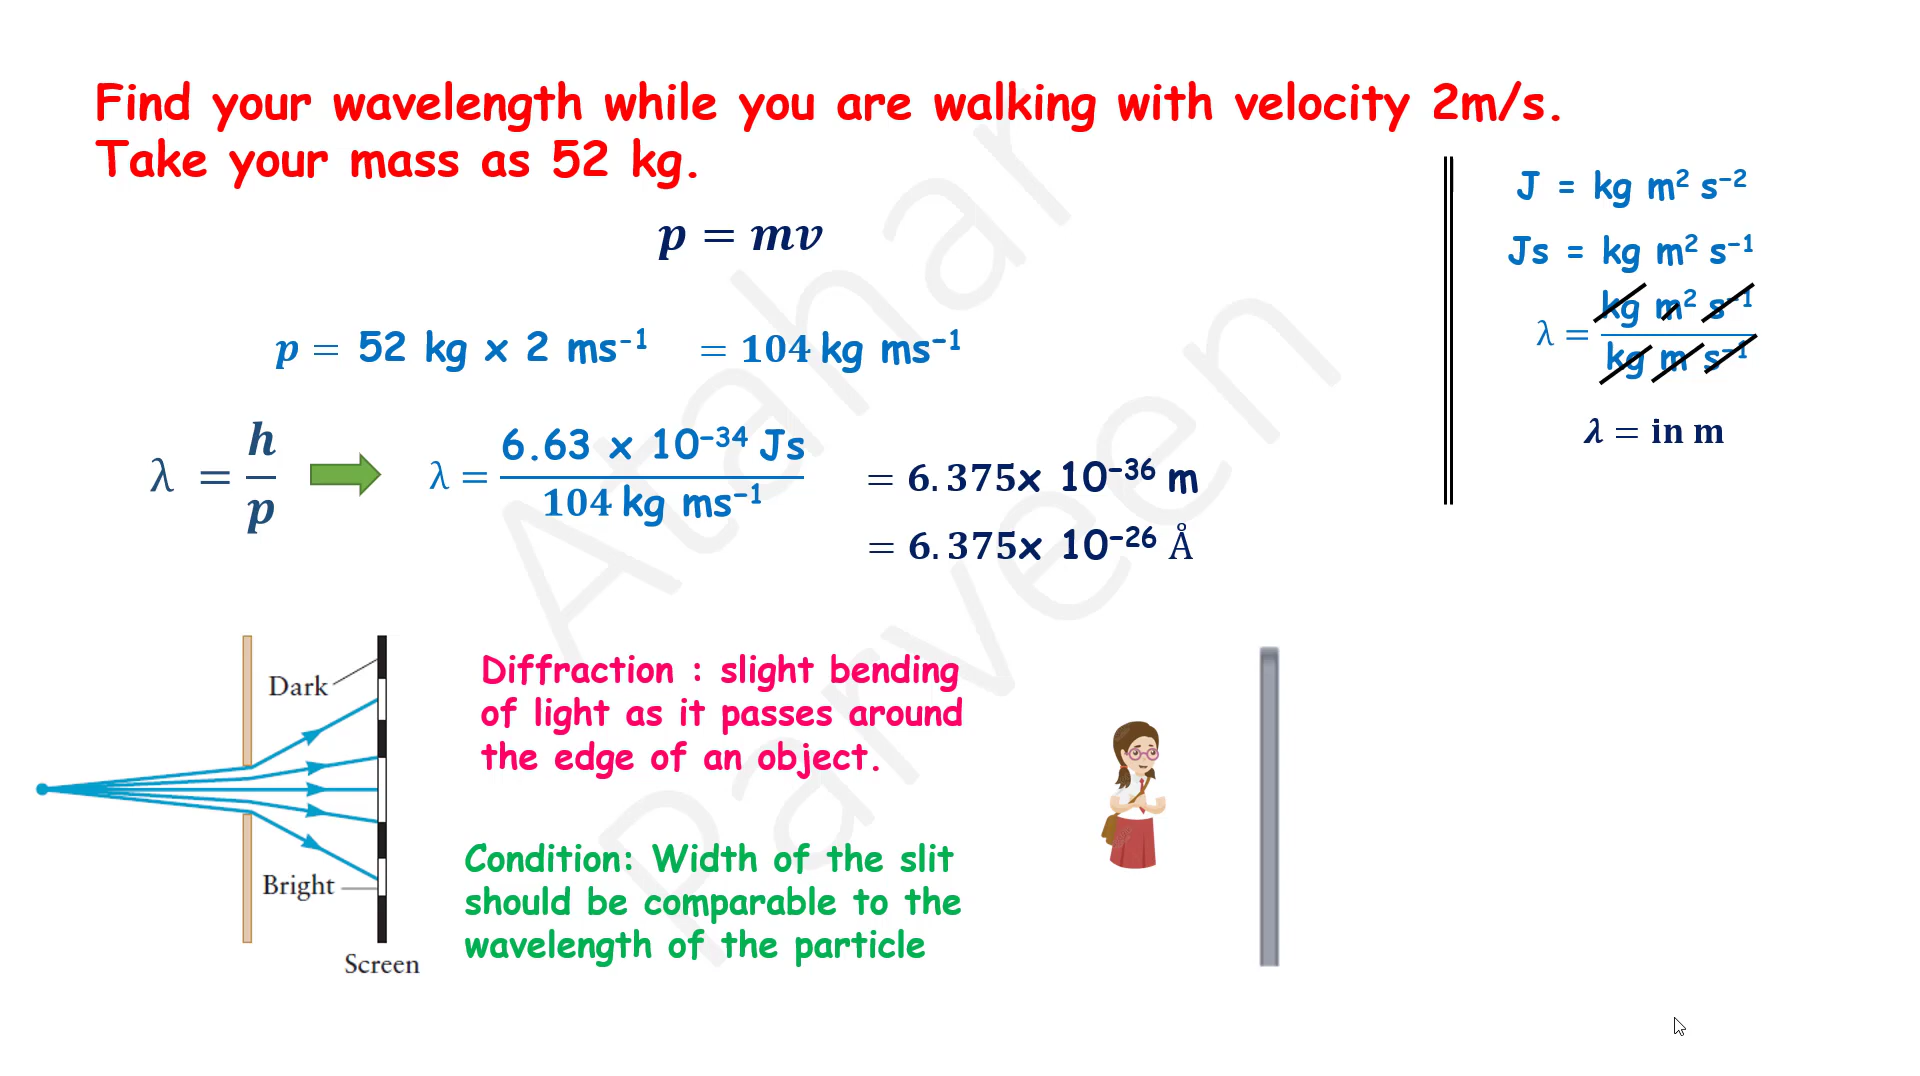 Find your wavelength while you are walking with velocity 2m/s.
Take your mass as 52 kg.
p = mv
p = 52 kg x 2 ms⁻¹ = 104 kg ms⁻¹
λ = h/p
λ = 6.63 x 10⁻³⁴ Js / 104 kg ms⁻¹
= 6.375x 10⁻³⁶ m
= 6.375x 10⁻²⁶ Å
J = kg m² s⁻²
Js = kg m² s⁻¹
λ = kg m² s⁻¹ / kg m s⁻¹
λ = in m
Dark
Bright
Screen
Diffraction : slight bending
of light as it passes around
the edge of an object.
Condition: Width of the slit
should be comparable to the
wavelength of the particle
Atahar
Parveen